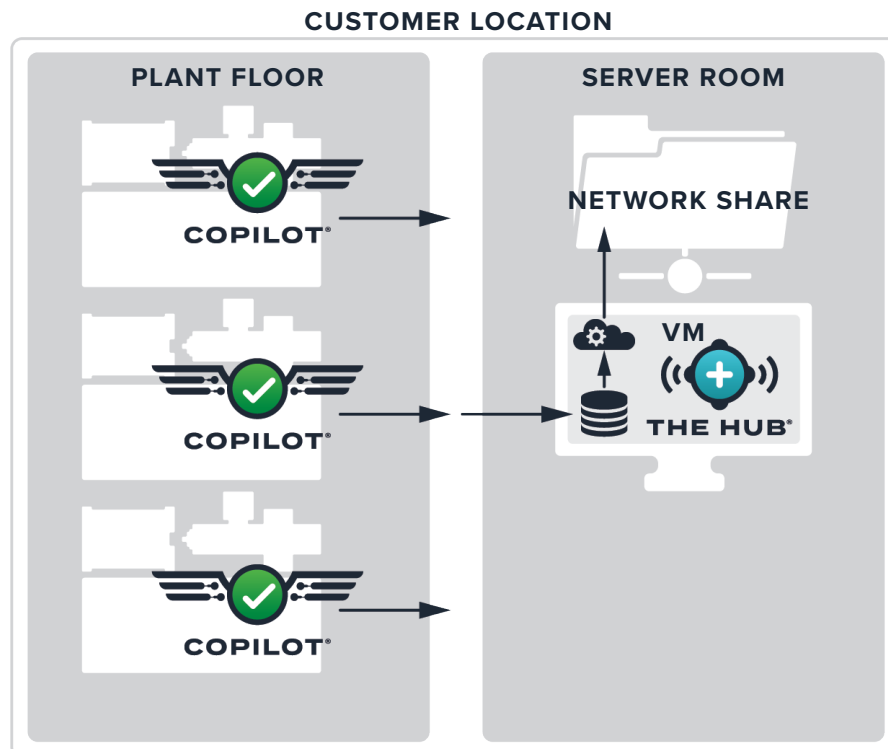 CUSTOMER LOCATION
PLANT FLOOR
COPILOT®
COPILOT®
COPILOT®
SERVER ROOM
NETWORK SHARE
VM
THE HUB®